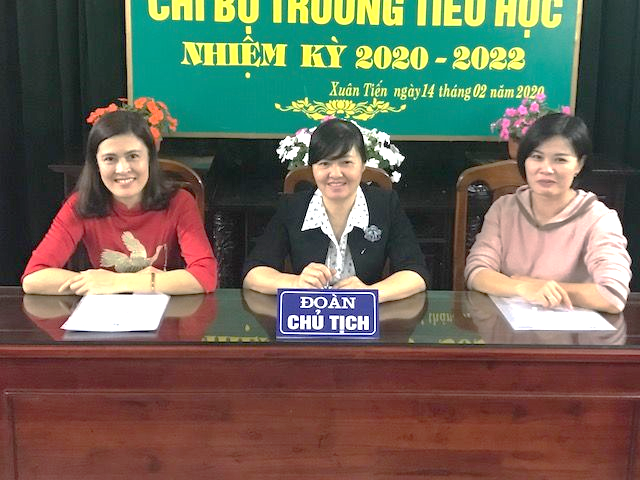 CHI BỘ TRƯỜNG TIỂU HỌC
NHIỆM KỲ 2020 - 2022
Xuân Tiến ngày 14 tháng 02 năm 2020
ĐOÀN
CHỦ TỊCH